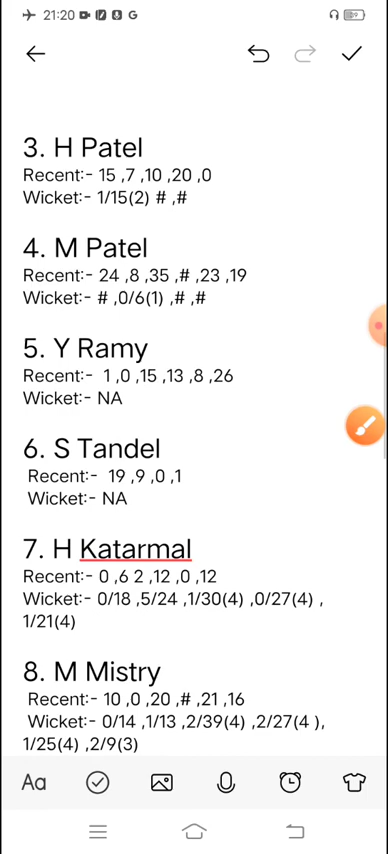 21:20
3. H Patel
Recent:- 15 ,7 ,10 ,20 ,0
Wicket:- 1/15(2) # ,#
4. M Patel
Recent:- 24 ,8 ,35 ,# ,23 ,19
Wicket:- # ,0/6(1) ,# ,#
5. Y Ramy
Recent:- 1 ,0 ,15 ,13 ,8 ,26
Wicket:- NA
6. S Tandel
Recent:- 19 ,9 ,0 ,1
Wicket:- NA
7. H Katarmal
Recent:- 0 ,6 2 ,12 ,0 ,12
Wicket:- 0/18 ,5/24 ,1/30(4) ,0/27(4) ,
1/21(4)
8. M Mistry
Recent:- 10 ,0 ,20 ,# ,21 ,16
Wicket:- 0/14 ,1/13 ,2/39(4) ,2/27(4 ),
1/25(4) ,2/9(3)
Aa